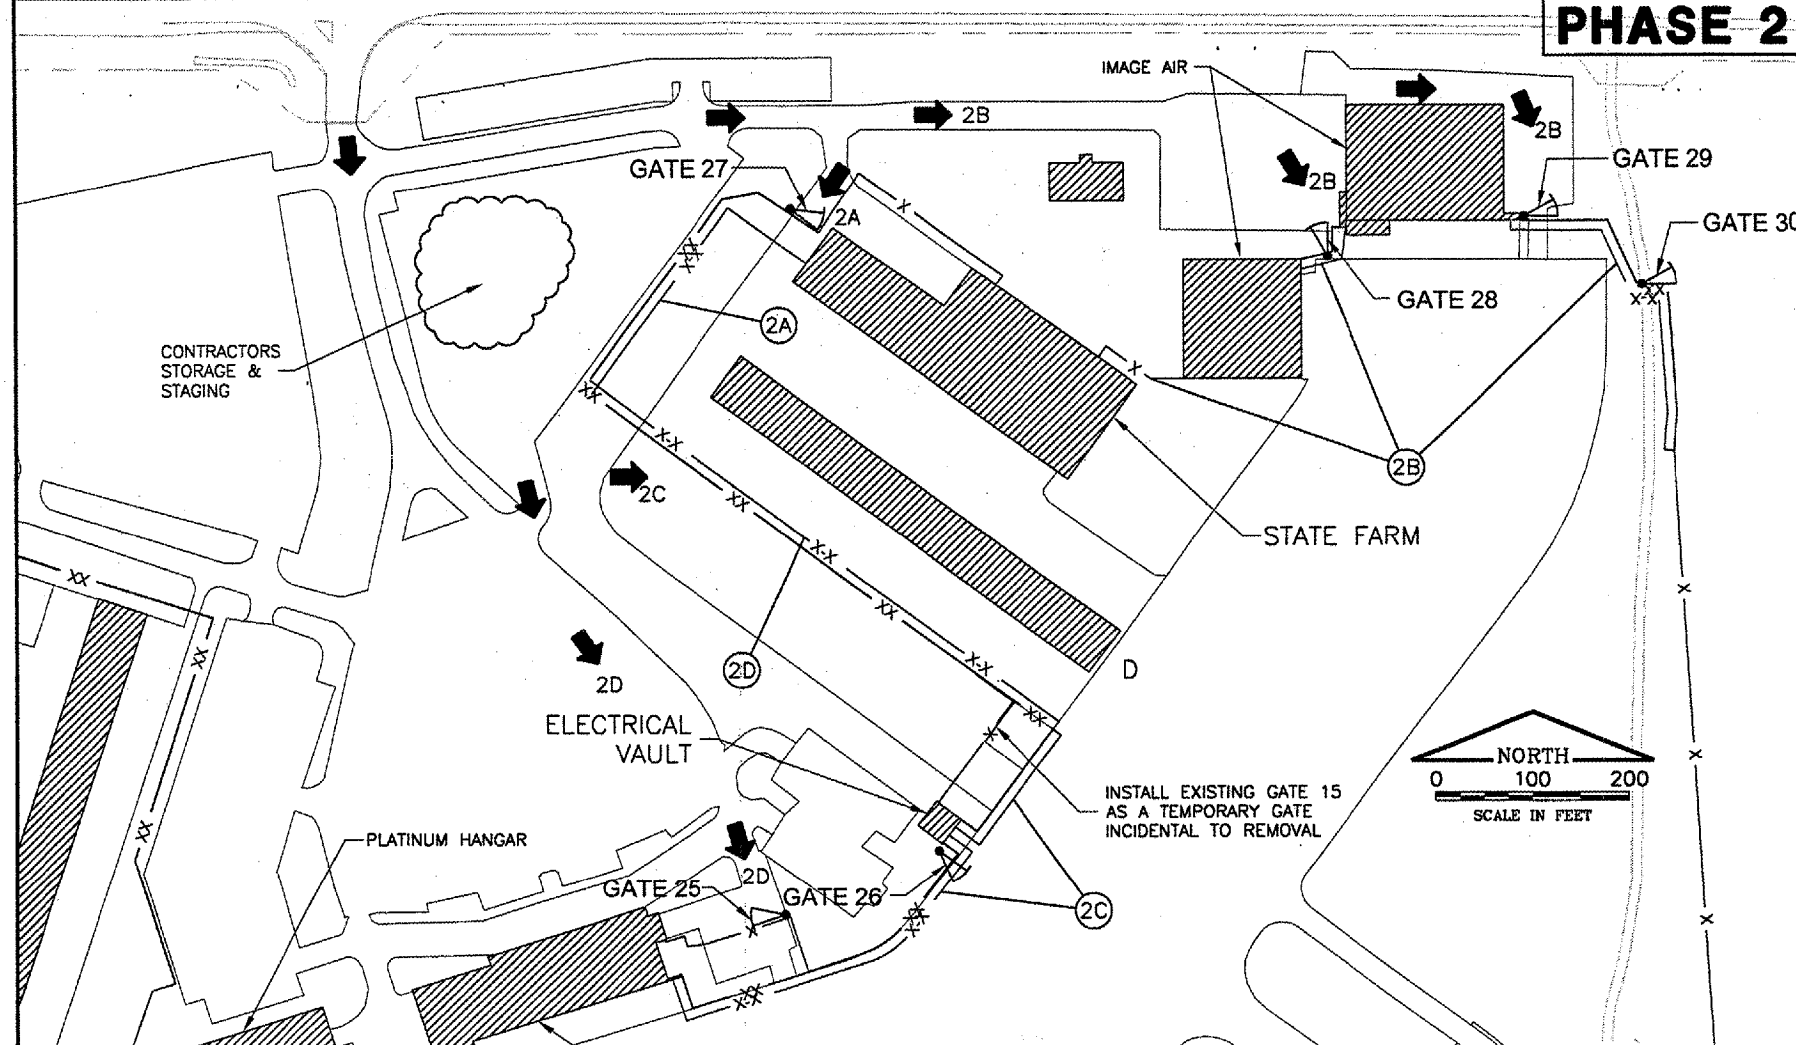 PHASE 2
IMAGE AIR
2B
2B
2B
GATE 27
GATE 29
2A
GATE 30
GATE 28
2A
CONTRACTORS
STORAGE &
STAGING
2B
2C
STATE FARM
2D
D
2D
ELECTRICAL
VAULT
NORTH
0 100 200
SCALE IN FEET
INSTALL EXISTING GATE 15
AS A TEMPORARY GATE
INCIDENTAL TO REMOVAL
PLATINUM HANGAR
2D
GATE 25
GATE 26
2C